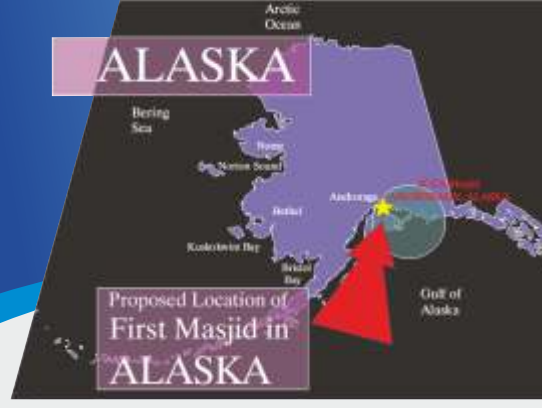 Arctic
Ocean
ALASKA
Bering
Sea
Nome
Norton Sound
Anchorage
Bethel
Kuskokwim Bay
Bristol
Bay
Gulf of
Alaska
Proposed Location of
First Masjid in
ALASKA